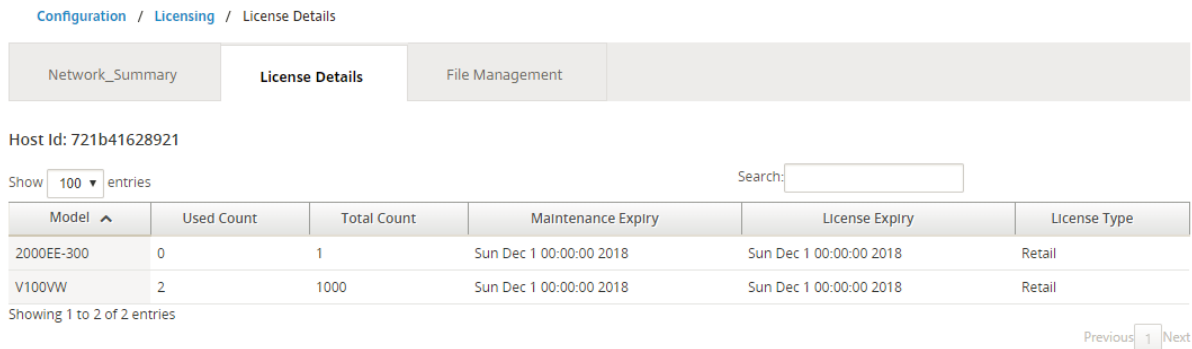 Configuration / Licensing / License Details
Network_Summary License Details File Management
Host Id: 721b41628921
Show 100 entries Search:
Model Used Count Total Count Maintenance Expiry License Expiry License Type
2000EE-300 0 1 Sun Dec 1 00:00:00 2018 Sun Dec 1 00:00:00 2018 Retail
V100VW 2 1000 Sun Dec 1 00:00:00 2018 Sun Dec 1 00:00:00 2018 Retail
Showing 1 to 2 of 2 entries
Previous 1 Next